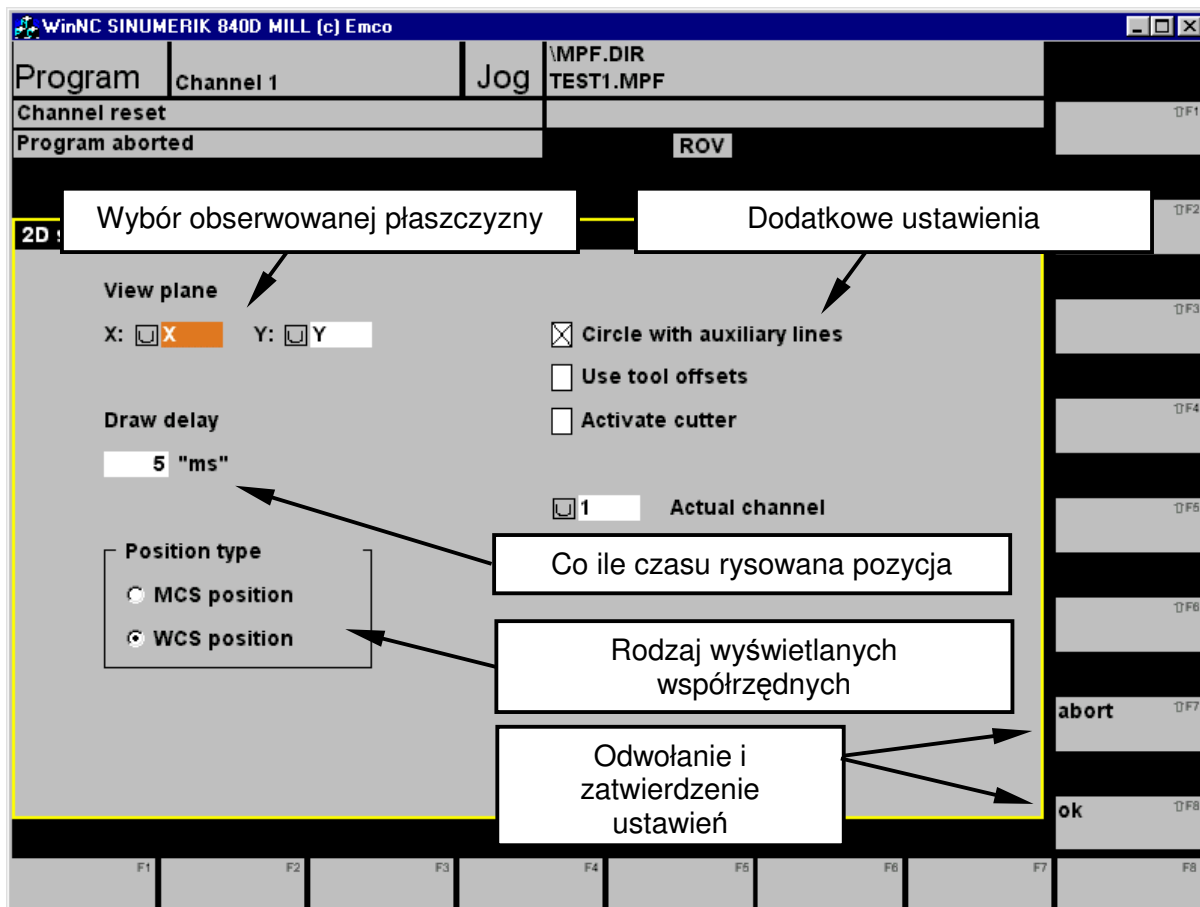 WinNC SINUMERIK 840D MILL (c) Emco
Program
Channel 1
Jog
\MPF.DIR
TEST1.MPF
Channel reset
Program aborted
ROV
⇧F1
⇧F2
⇧F3
⇧F4
⇧F5
⇧F6
abort ⇧F7
ok ⇧F8
Wybór obserwowanej płaszczyzny
Dodatkowe ustawienia
2D
View plane
X: X Y: Y
Circle with auxiliary lines
Use tool offsets
Activate cutter
Draw delay
5 "ms"
1 Actual channel
Co ile czasu rysowana pozycja
Position type
MCS position
WCS position
Rodzaj wyświetlanych
współrzędnych
Odwołanie i
zatwierdzenie
ustawień
F1 F2 F3 F4 F5 F6 F7 F8